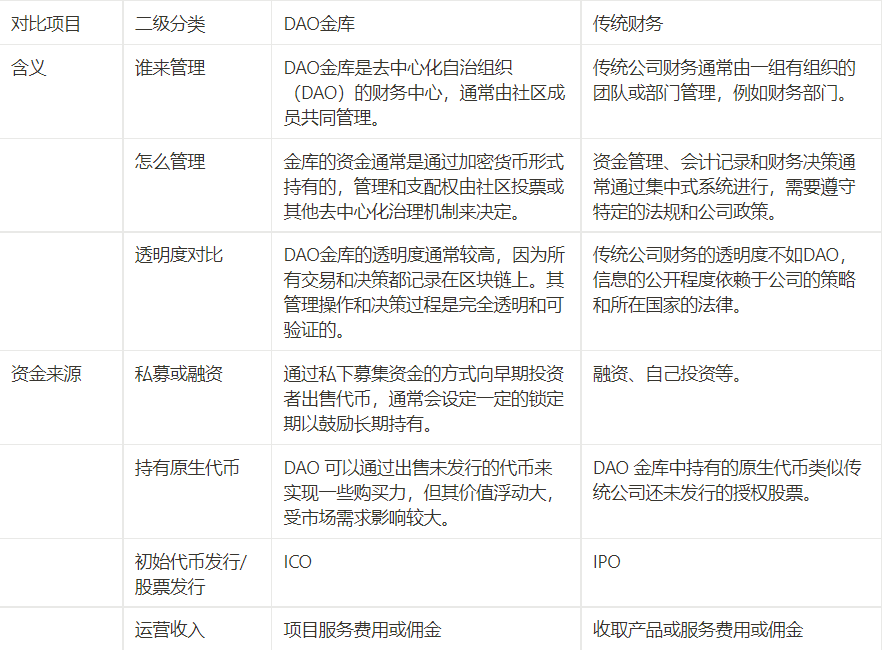 对比项目 二级分类 DAO金库 传统财务
含义 谁来管理 DAO金库是去中心化自治组织
（DAO）的财务中心，通常由社区成
员共同管理。
传统公司财务通常由一组有组织的
团队或部门管理，例如财务部门。
怎么管理 金库的资金通常是通过加密货币形式
持有的，管理和支配权由社区投票或
其他去中心化治理机制来决定。
资金管理、会计记录和财务决策通
常通过集中式系统进行，需要遵守
特定的法规和公司政策。
透明度对比 DAO金库的透明度通常较高，因为所
有交易和决策都记录在区块链上。其
管理操作和决策过程是完全透明和可
验证的。
传统公司财务的透明度不如DAO，
信息的公开程度依赖于公司的策略
和所在国家的法律。
资金来源 私募或融资 通过私下募集资金的方式向早期投资
者出售代币，通常会设定一定的锁定
期以鼓励长期持有。
融资、自己投资等。
持有原生代币 DAO 可以通过出售未发行的代币来
实现一些购买力，但其价值浮动大，
受市场需求影响较大。
DAO 金库中持有的原生代币类似传
统公司还未发行的授权股票。
初始代币发行/
股票发行
ICO
IPO
运营收入 项目服务费用或佣金 收取产品或服务费用或佣金